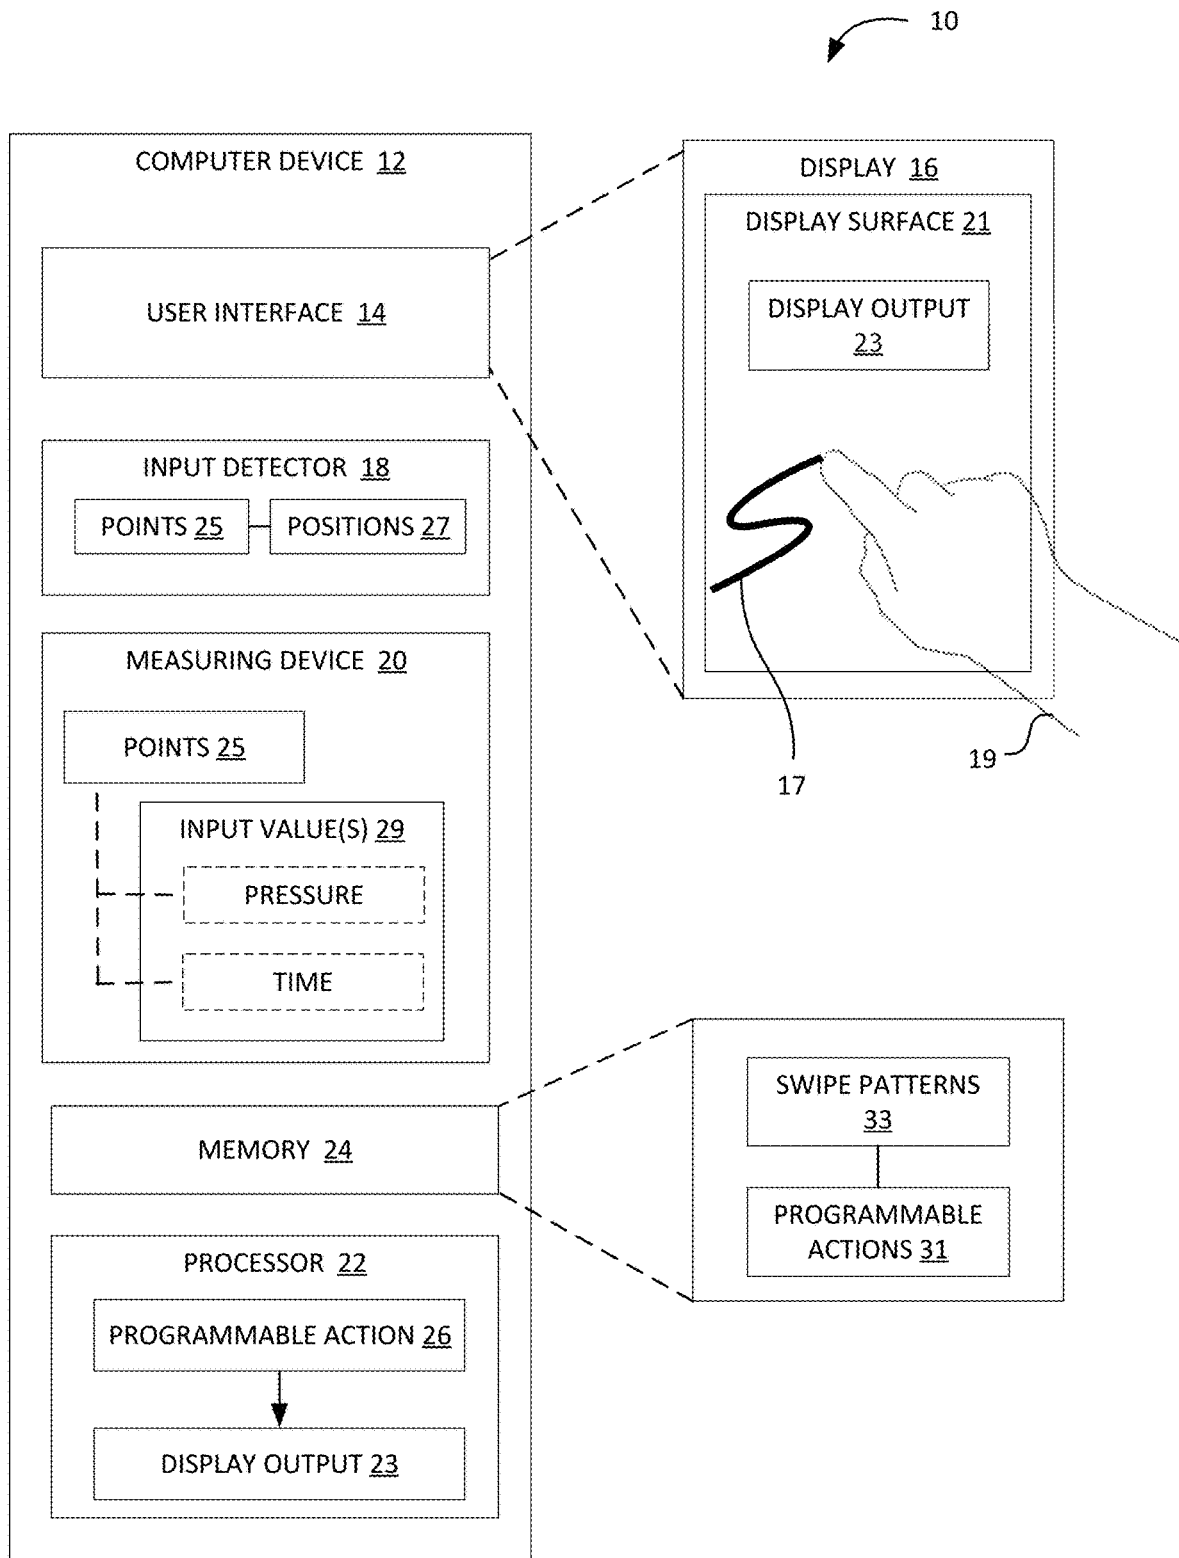 10
COMPUTER DEVICE 12
USER INTERFACE 14
INPUT DETECTOR 18
POINTS 25
POSITIONS 27
MEASURING DEVICE 20
POINTS 25
INPUT VALUE(S) 29
PRESSURE
TIME
MEMORY 24
PROCESSOR 22
PROGRAMMABLE ACTION 26
DISPLAY OUTPUT 23
DISPLAY 16
DISPLAY SURFACE 21
DISPLAY OUTPUT
23
17
19
SWIPE PATTERNS
33
PROGRAMMABLE
ACTIONS 31